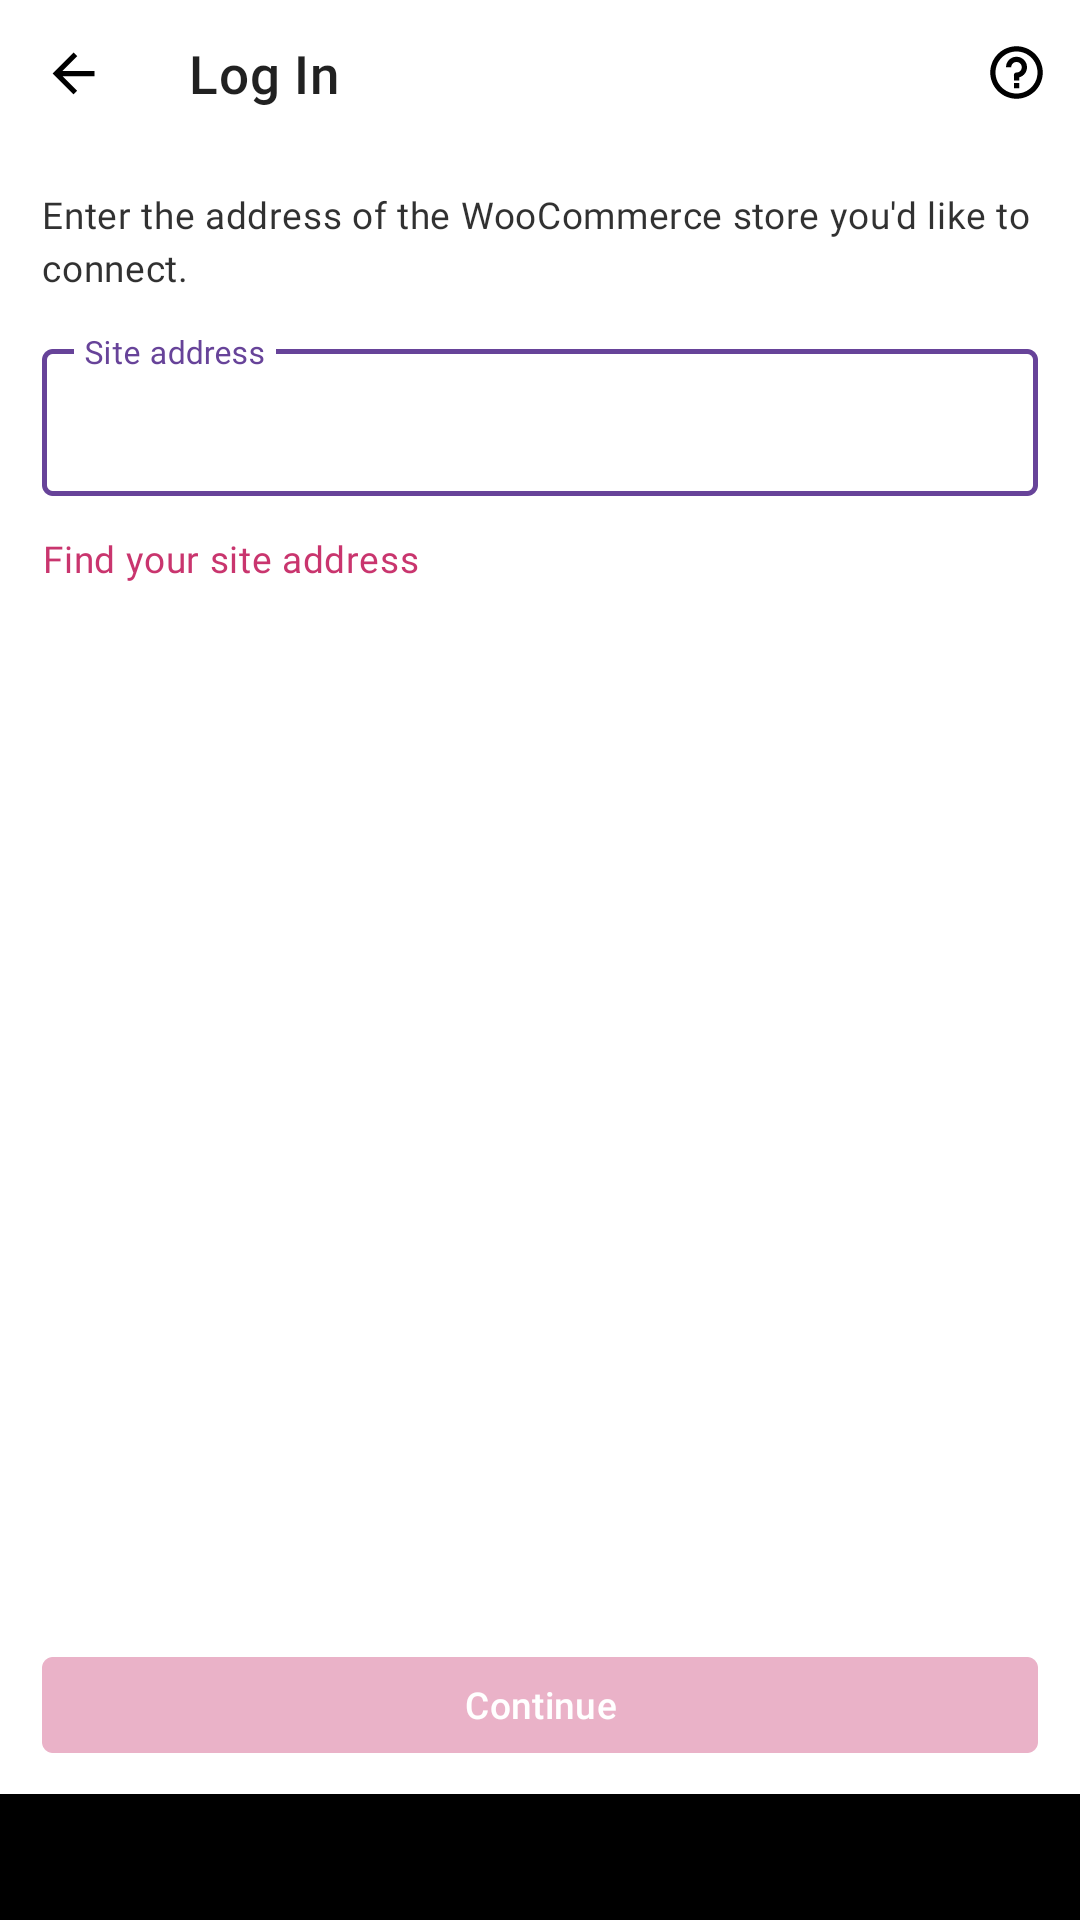 Log In
Enter the address of the WooCommerce store you'd like to
connect.
Site address
Find your site address
Continue